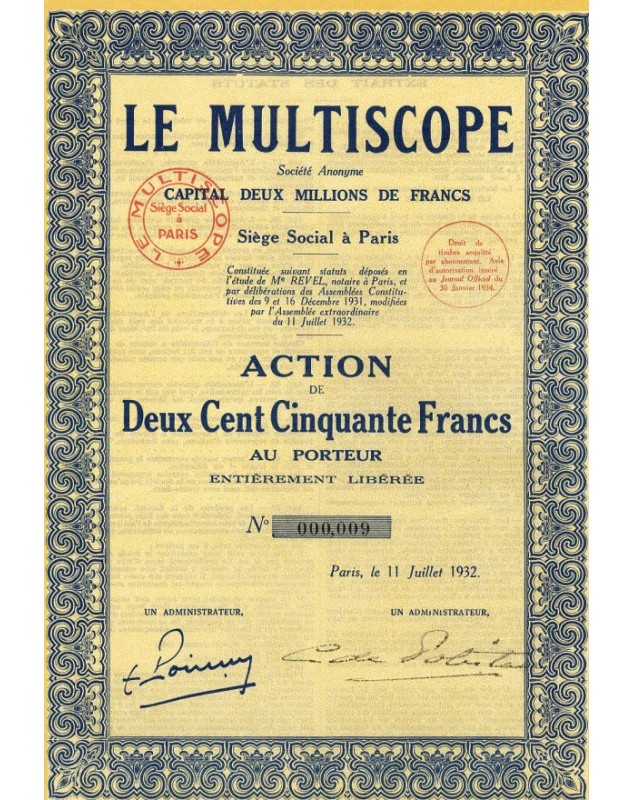 LE MULTISCOPE
Société Anonyme
CAPITAL DEUX MILLIONS DE FRANCS
LE MULTISCOPE
Siège Social
à
PARIS
Siège Social à Paris
Droit de
timbre acquitté
par abonnement, Avis
d'autorisation inséré
au Journal Officiel du
30 Janvier 1934.
Constituée suivant statuts déposés en
l'étude de Me REVEL, notaire à Paris, et
par délibérations des Assemblées Constitu-
tives des 9 et 16 Décembre 1931, modifiées
par l'Assemblée extraordinaire
du 11 Juillet 1932.
ACTION
DE
Deux Cent Cinquante Francs
AU PORTEUR
ENTIÈREMENT LIBÉRÉE
No 000,009
Paris, le 11 Juillet 1932.
UN ADMINISTRATEUR,
UN ADMINISTRATEUR,